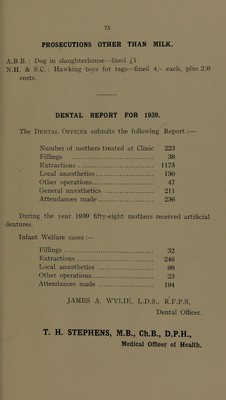 75
PROSECUTIONS OTHER THAN MILK.
A.B.B. : Dog in slaughterhouse—fined £1.
N.H. & S.C. : Hawking toys for rags—fined 4/- each, plus 2/6
costs.
DENTAL REPORT FOR 1939.
The Dental Officer submits the following Report :—
Number of mothers treated at Clinic 223
Fillings ................................ 38
Extractions ............................ 1175
Local anæsthetics ..................... 130
Other operations ....................... 47
General anæsthetics ................... 211
Attendances made ...................... 236
During the year 1939 fifty-eight mothers received artificial
dentures.
Infant Welfare cases :—
Fillings ................................ 32
Extractions ............................ 246
Local anæsthetics ..................... 98
Other operations ....................... 23
Attendances made ...................... 194
JAMES A. WYLIE, L.D.S., R.F.P.S,
Dental Officer.
T. H. STEPHENS, M.B., Ch.B., D.P.H.,
Medical Officer of Health.